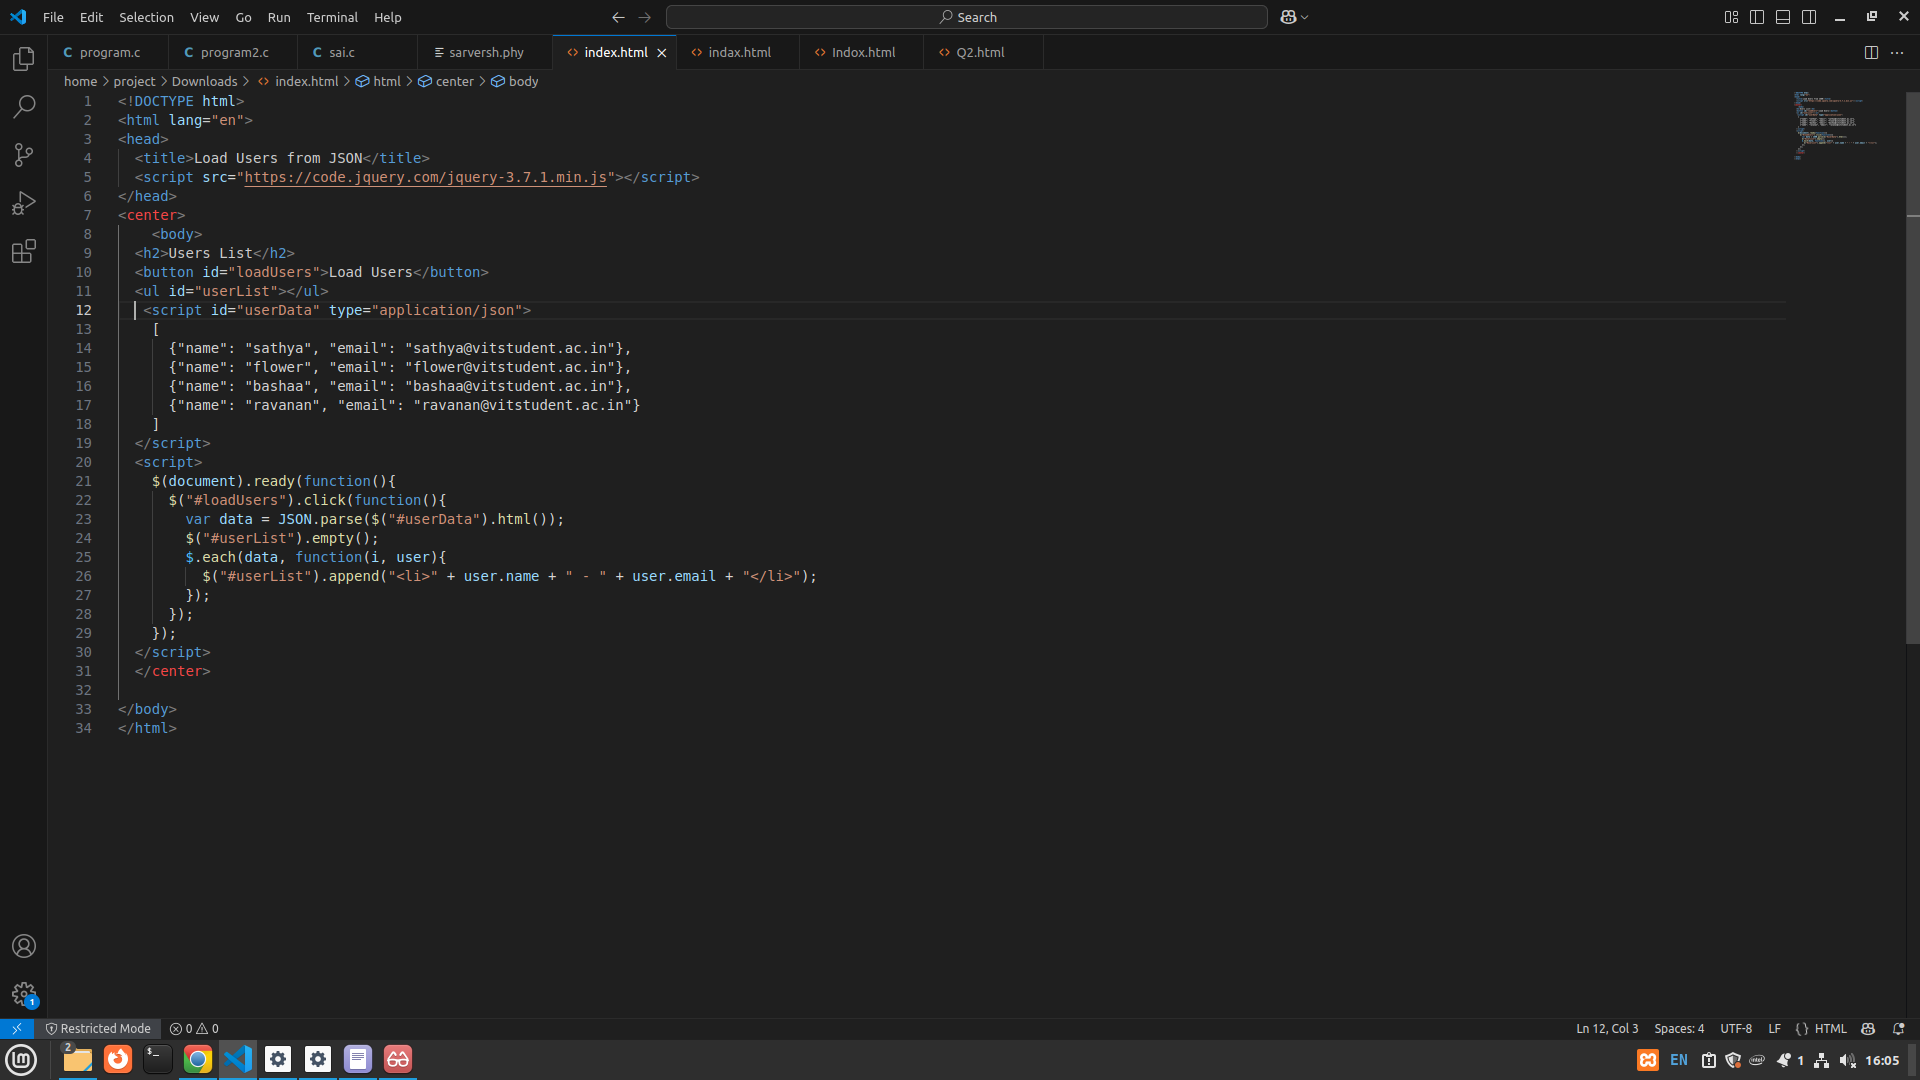 File Edit Selection View Go Run Terminal Help
Search
program.c program2.c sai.c sarversh.phy index.html indax.html Indox.html Q2.html
home > project > Downloads > index.html > html > center > body
1 <!DOCTYPE html>
2 <html lang="en">
3 <head>
4 <title>Load Users from JSON</title>
5 <script src="https://code.jquery.com/jquery-3.7.1.min.js"></script>
6 </head>
7 <center>
8 <body>
9 <h2>Users List</h2>
10 <button id="loadUsers">Load Users</button>
11 <ul id="userList"></ul>
12 <script id="userData" type="application/json">
13 [
14 {"name": "sathya", "email": "sathya@vitstudent.ac.in"},
15 {"name": "flower", "email": "flower@vitstudent.ac.in"},
16 {"name": "bashaa", "email": "bashaa@vitstudent.ac.in"},
17 {"name": "ravanan", "email": "ravanan@vitstudent.ac.in"}
18 ]
19 </script>
20 <script>
21 $(document).ready(function(){
22 $("#loadUsers").click(function(){
23 var data = JSON.parse($("#userData").html());
24 $("#userList").empty();
25 $.each(data, function(i, user){
26 $("#userList").append("<li>" + user.name + " - " + user.email + "</li>");
27 });
28 });
29 });
30 </script>
31 </center>
32
33 </body>
34 </html>
1
Restricted Mode 0 0 Ln 12, Col 3 Spaces: 4 UTF-8 LF {} HTML
2 EN 1 16:05